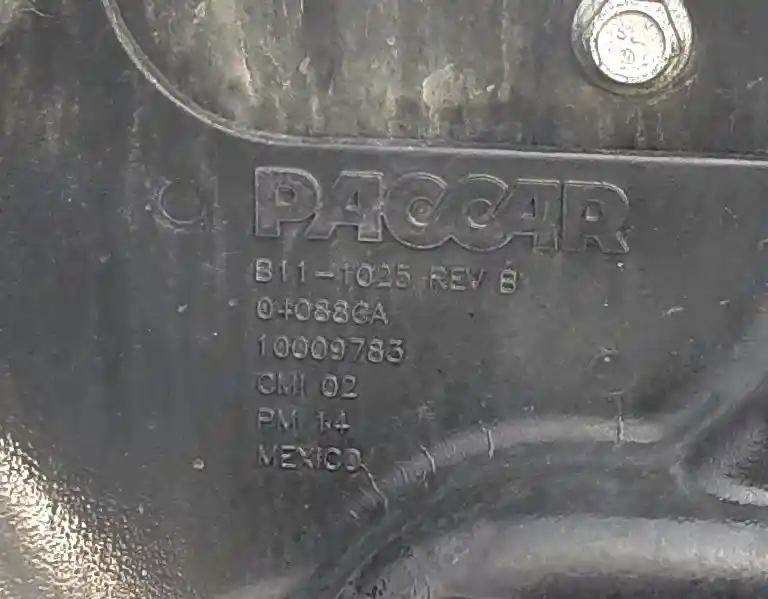 PACCAR
B11-1025 REV B
04088CA
10009783
CMI 02
PM 14
MEXICO